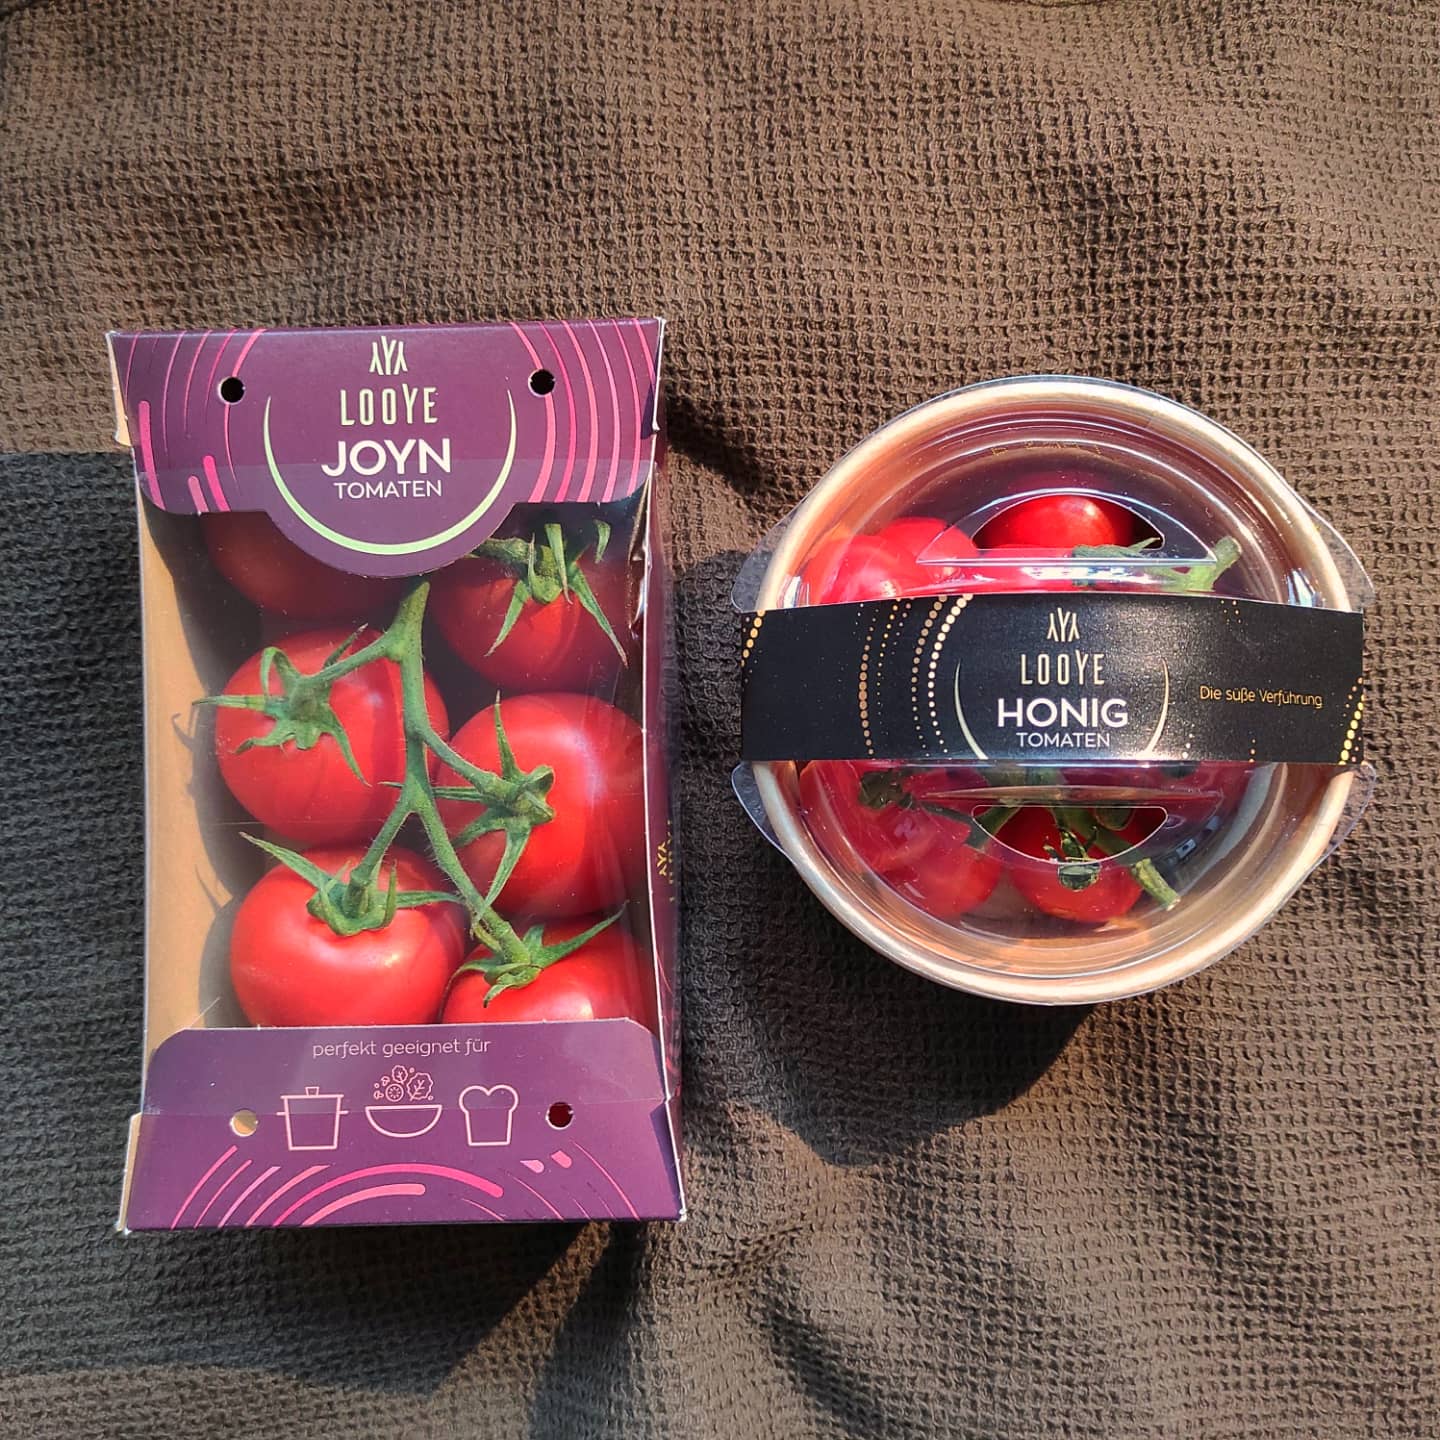 LOOYE
JOYN
TOMATEN
perfekt geeignet für
LOOYE
HONIG
TOMATEN
Die süße Verführung